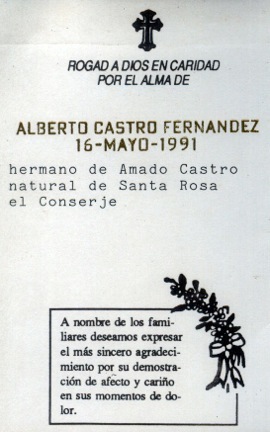 ROGAD A DIOS EN CARIDAD
POR EL ALMA DE
ALBERTO CASTRO FERNANDEZ
16-MAYO-1991
hermano de Amado Castro
natural de Santa Rosa
el Conserje
A nombre de los fami-
liares deseamos expresar
el más sincero agradeci-
miento por su demostra-
ción de afecto y cariño
en sus momentos de do-
lor.